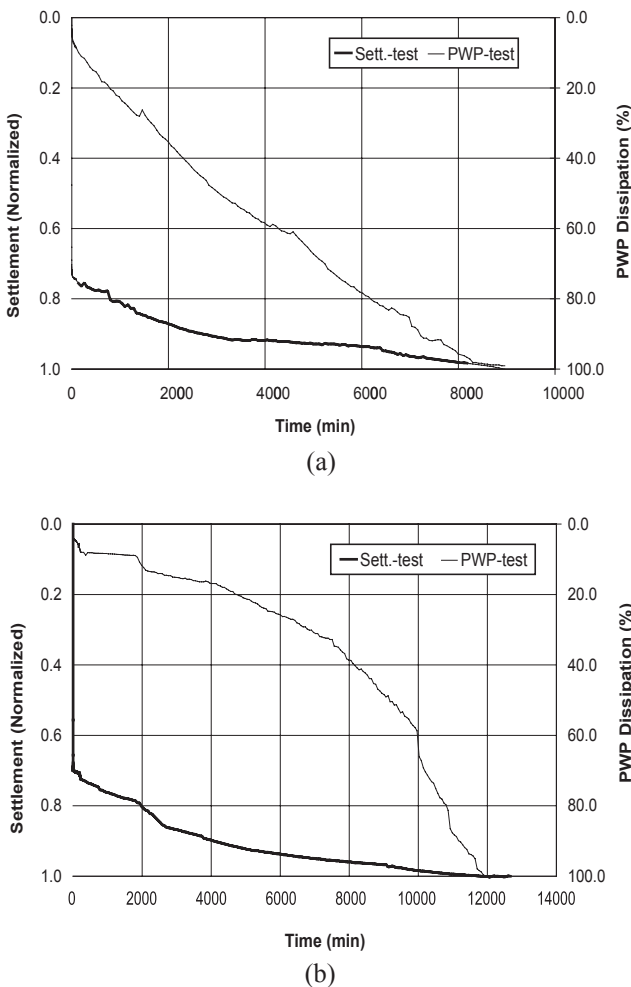 0.0
0.2
0.4
0.6
0.8
1.0
Settlement (Normalized)
Sett.-test PWP-test
0.0
20.0
40.0
60.0
80.0
100.0
PWP Dissipation (%)
0 2000 4000 6000 8000 10000
Time (min)
(a)
0.0
0.2
0.4
0.6
0.8
1.0
Settlement (Normalized)
Sett.-test PWP-test
0.0
20.0
40.0
60.0
80.0
100.0
PWP Dissipation (%)
0 2000 4000 6000 8000 10000 12000 14000
Time (min)
(b)